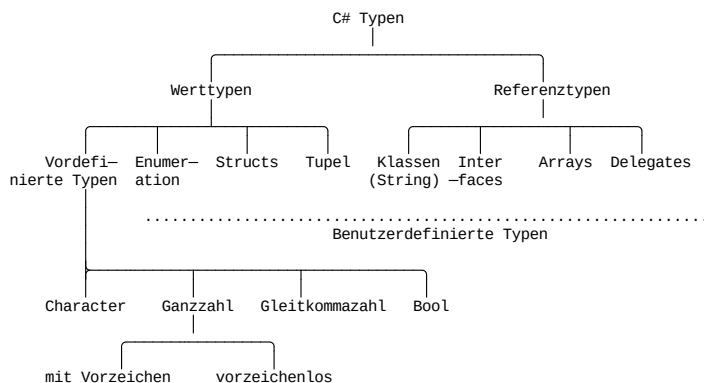 C# Typen
Werttypen Referenztypen
Vordefi– Enumer– Structs Tupel Klassen Inter Arrays Delegates
nierte Typen ation (String) –faces
Benutzerdefinierte Typen
Character Ganzzahl Gleitkommazahl Bool
mit Vorzeichen vorzeichenlos